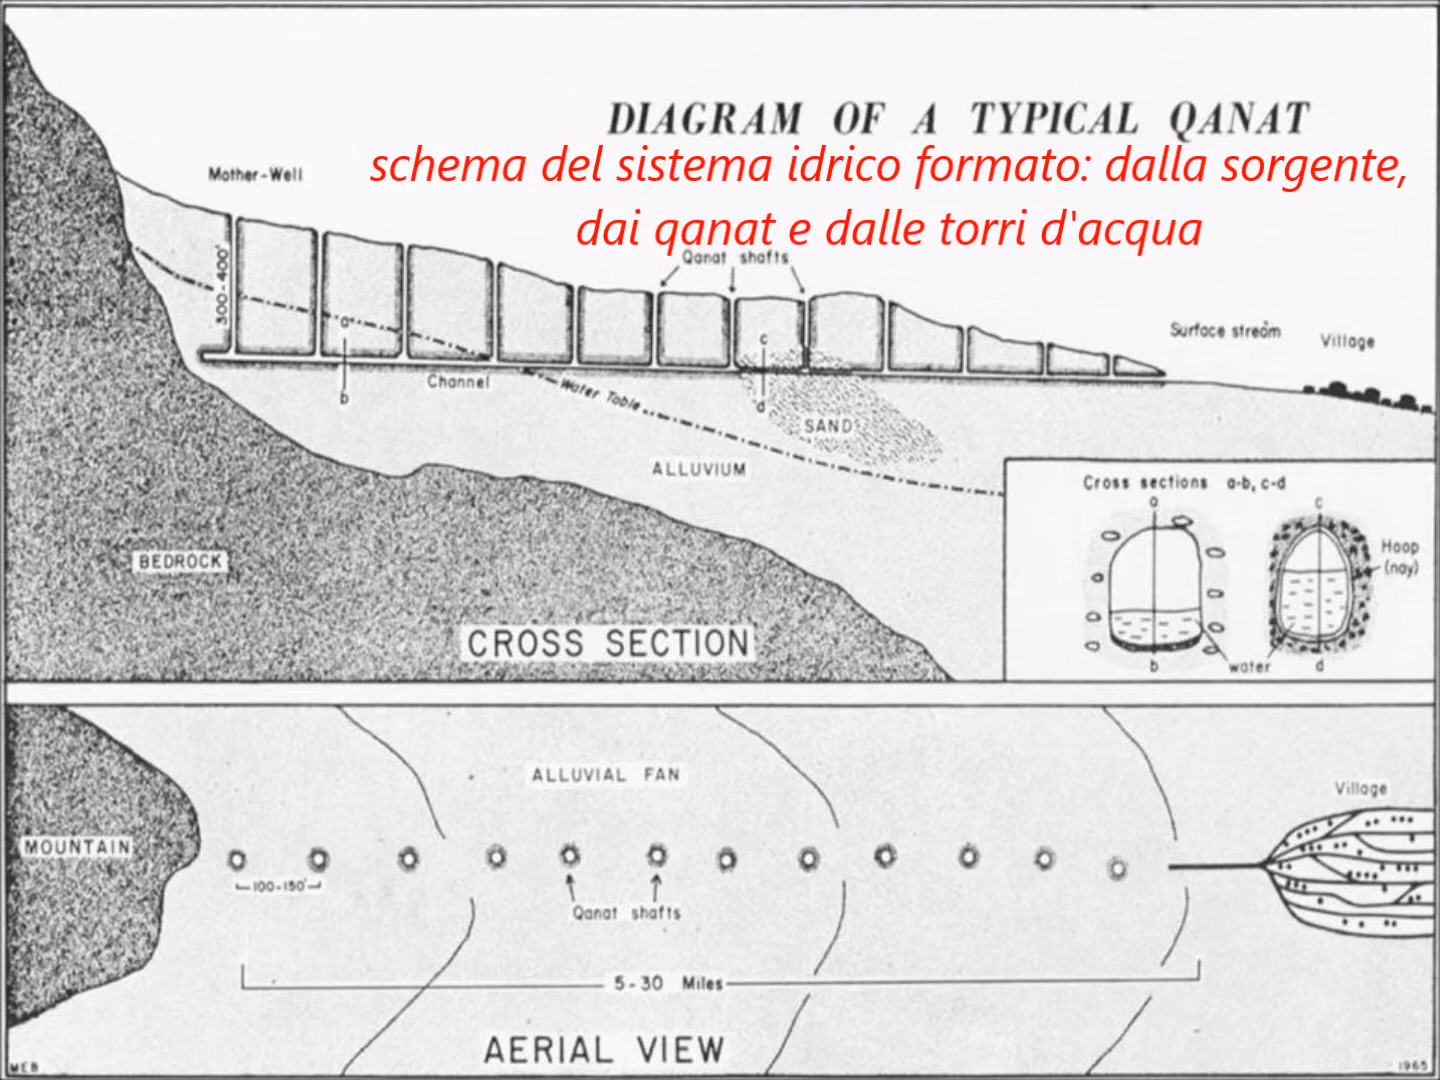 DIAGRAM OF A TYPICAL QANAT
schema del sistema idrico formato: dalla sorgente,
dai qanat e dalle torri d'acqua
Mother-Well
Qanat shafts
300-400'
a
b
c
d
Channel
Water Table
SAND
ALLUVIUM
BEDROCK
Surface stream
Village
CROSS SECTION
Cross sections a-b, c-d
a
c
Hoop
(nay)
water
b
d
ALLUVIAL FAN
MOUNTAIN
Village
100-150'
Qanat shafts
5-30 Miles
AERIAL VIEW
MEB
1965